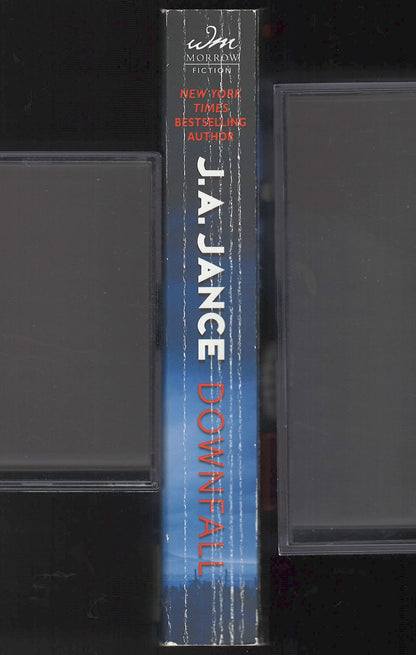 wm
MORROW
FICTION
NEW YORK
TIMES
BESTSELLING
AUTHOR
J.A. JANCE
DOWNFALL